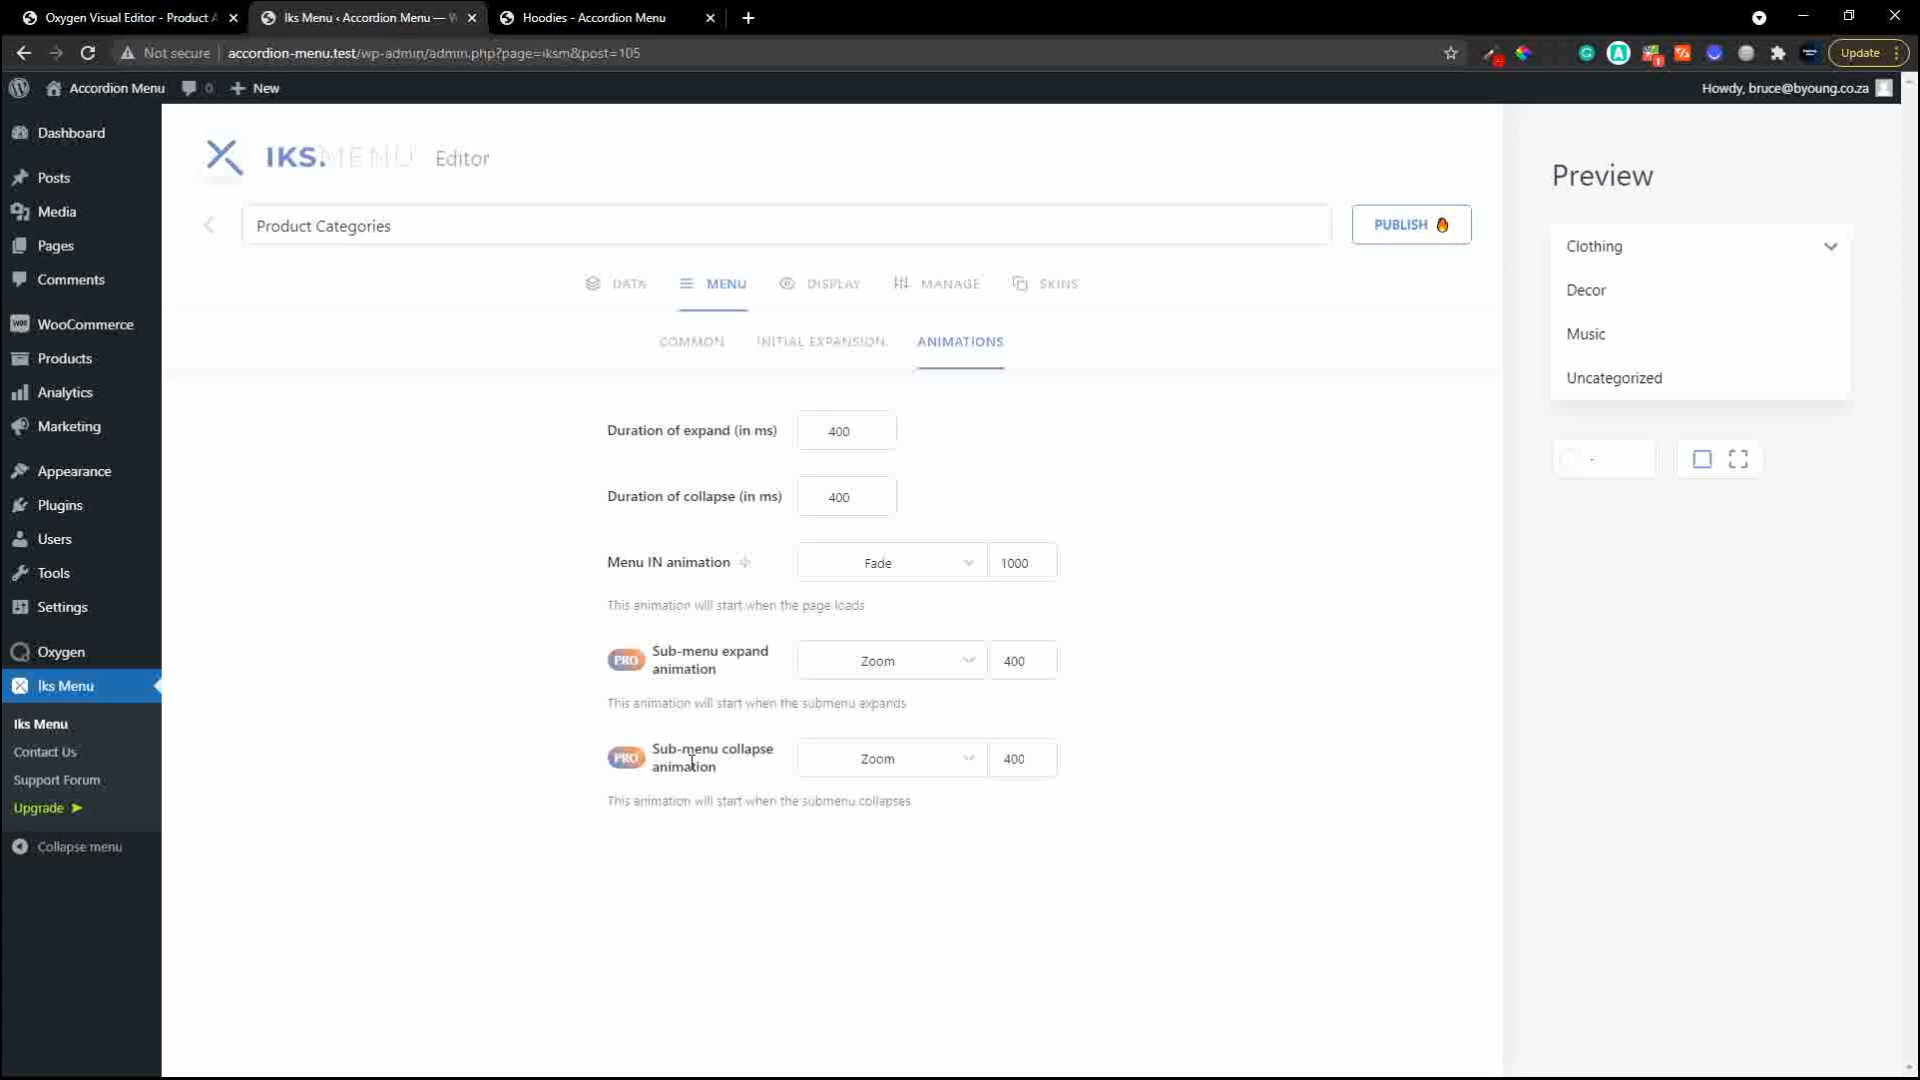 Oxygen Visual Editor - Product A
Iks Menu ‹ Accordion Menu — W
Hoodies - Accordion Menu
Not secure
accordion-menu.test/wp-admin/admin.php?page=iksm&post=105
Update
Accordion Menu
0
New
Howdy, bruce@byoung.co.za
Dashboard
Posts
Media
Pages
Comments
WooCommerce
Products
Analytics
Marketing
Appearance
Plugins
Users
Tools
Settings
Oxygen
Iks Menu
Iks Menu
Contact Us
Support Forum
Upgrade ➤
Collapse menu
IKS.MENU Editor
Product Categories
PUBLISH
DATA
MENU
DISPLAY
MANAGE
SKINS
COMMON
INITIAL EXPANSION
ANIMATIONS
Duration of expand (in ms)
400
Duration of collapse (in ms)
400
Menu IN animation
Fade
1000
This animation will start when the page loads
PRO
Sub-menu expand
animation
Zoom
400
This animation will start when the submenu expands
PRO
Sub-menu collapse
animation
Zoom
400
This animation will start when the submenu collapses
Preview
Clothing
Decor
Music
Uncategorized
-